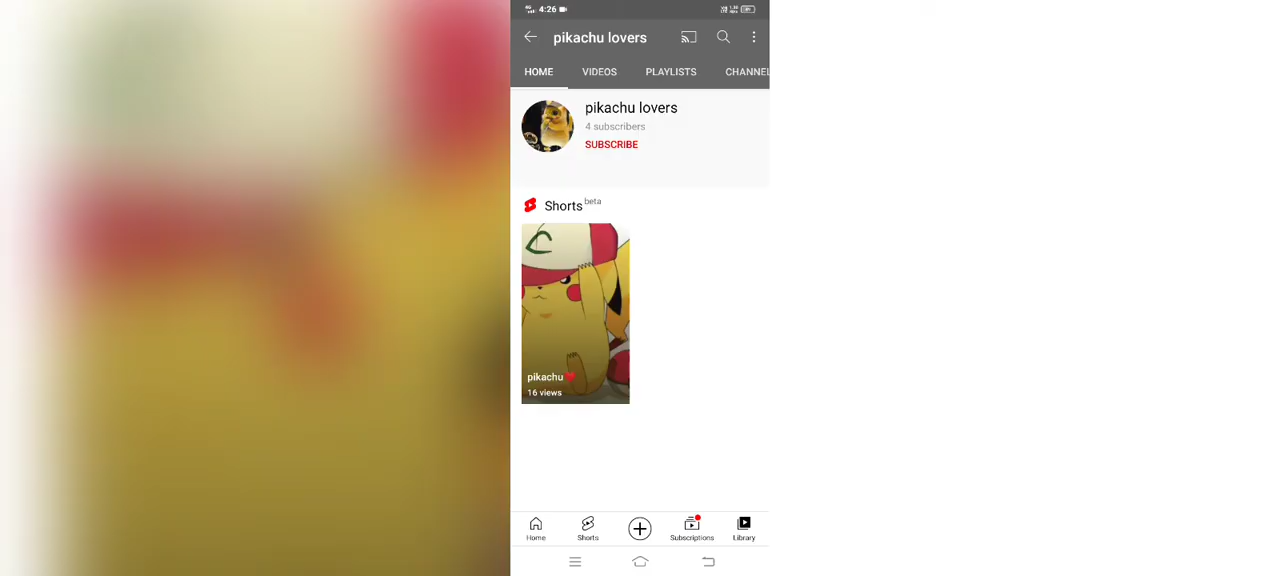 4:26
pikachu lovers
HOME VIDEOS PLAYLISTS CHANNEL
pikachu lovers
4 subscribers
SUBSCRIBE
Shorts beta
pikachu
16 views
Home Shorts Subscriptions Library